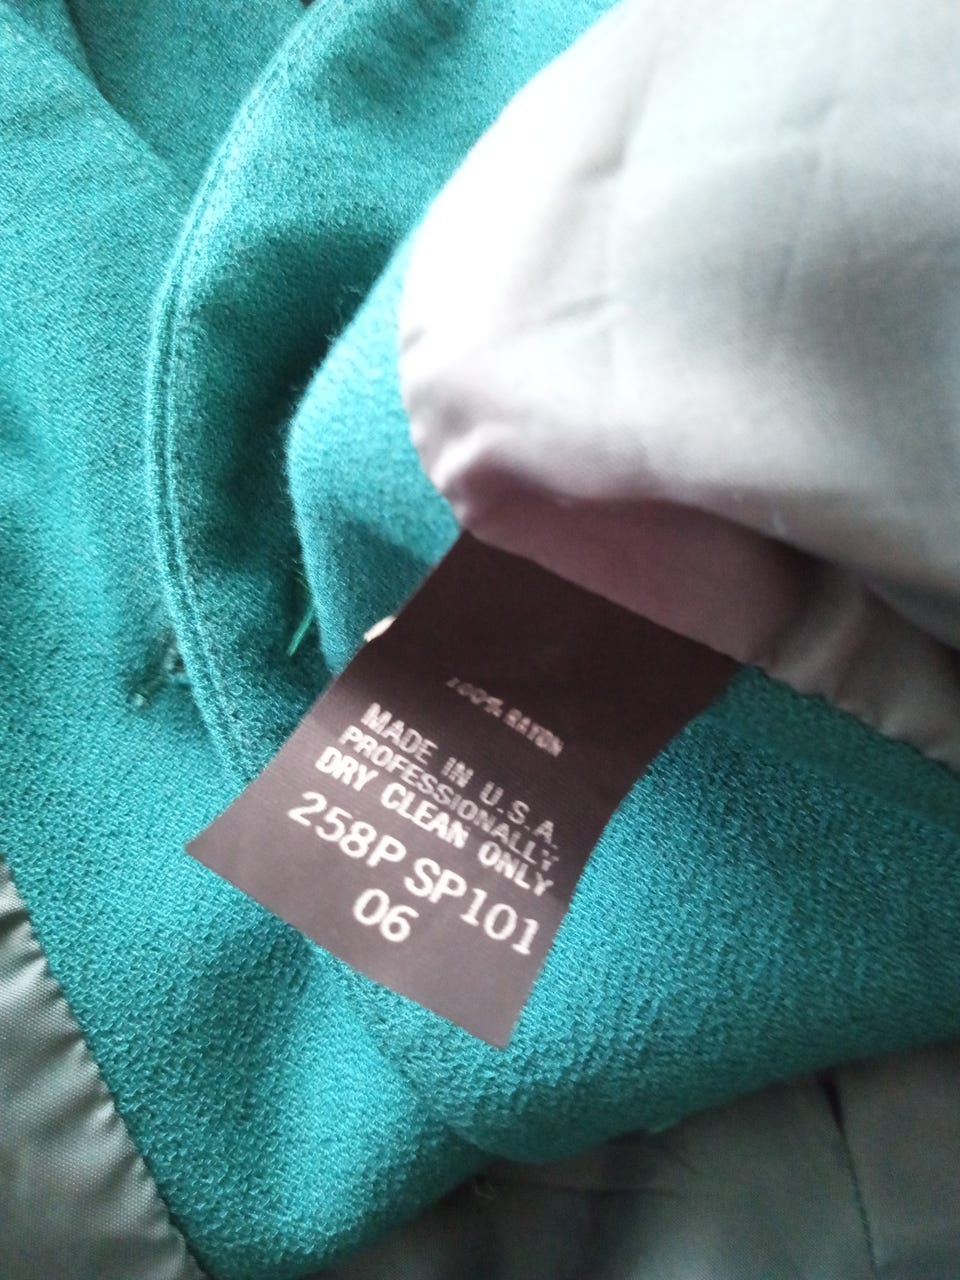 100% RAYON
MADE IN U.S.A.
PROFESSIONALLY
DRY CLEAN ONLY
258P SP101
06